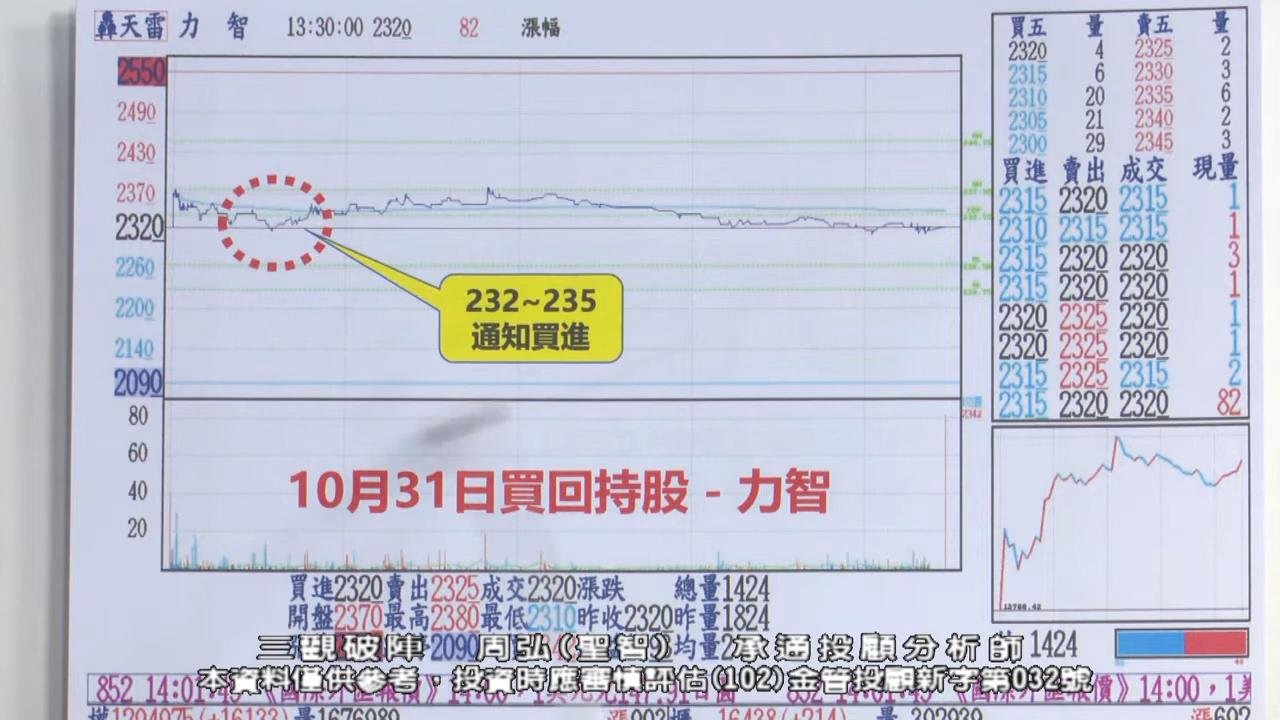 轟天雷 力 智 13:30:00 2320 82 漲幅
2550
2490
2430
2370
2320
2260
2200
2140
2090
80
60
40
20
232~235
通知買進
10月31日買回持股 - 力智
買五 量 賣五 量
2320 4 2325 2
2315 6 2330 3
2310 20 2335 6
2305 21 2340 2
2300 29 2345 3
買進 賣出 成交 現量
2315 2320 2315 1
2310 2315 2315 1
2315 2320 2320 3
2315 2320 2320 1
2320 2325 2320 1
2320 2325 2320 1
2315 2325 2315 2
2315 2320 2320 82
12788.42
買進2320賣出2325成交2320漲跌 總量1424
開盤2370最高2380最低2310昨收2320昨量1824
2090 均量 1424
三觀破陣 周弘(聖智) 承通投顧分析師
本資料僅供參考，投資時應審慎評估(102)金管投顧新字第032號
852 14:01